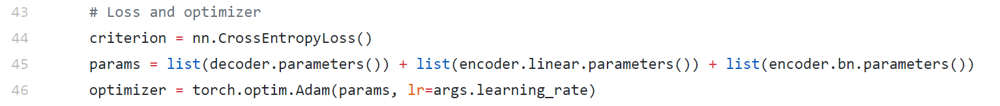 43 # Loss and optimizer
44 criterion = nn.CrossEntropyLoss()
45 params = list(decoder.parameters()) + list(encoder.linear.parameters()) + list(encoder.bn.parameters())
46 optimizer = torch.optim.Adam(params, lr=args.learning_rate)